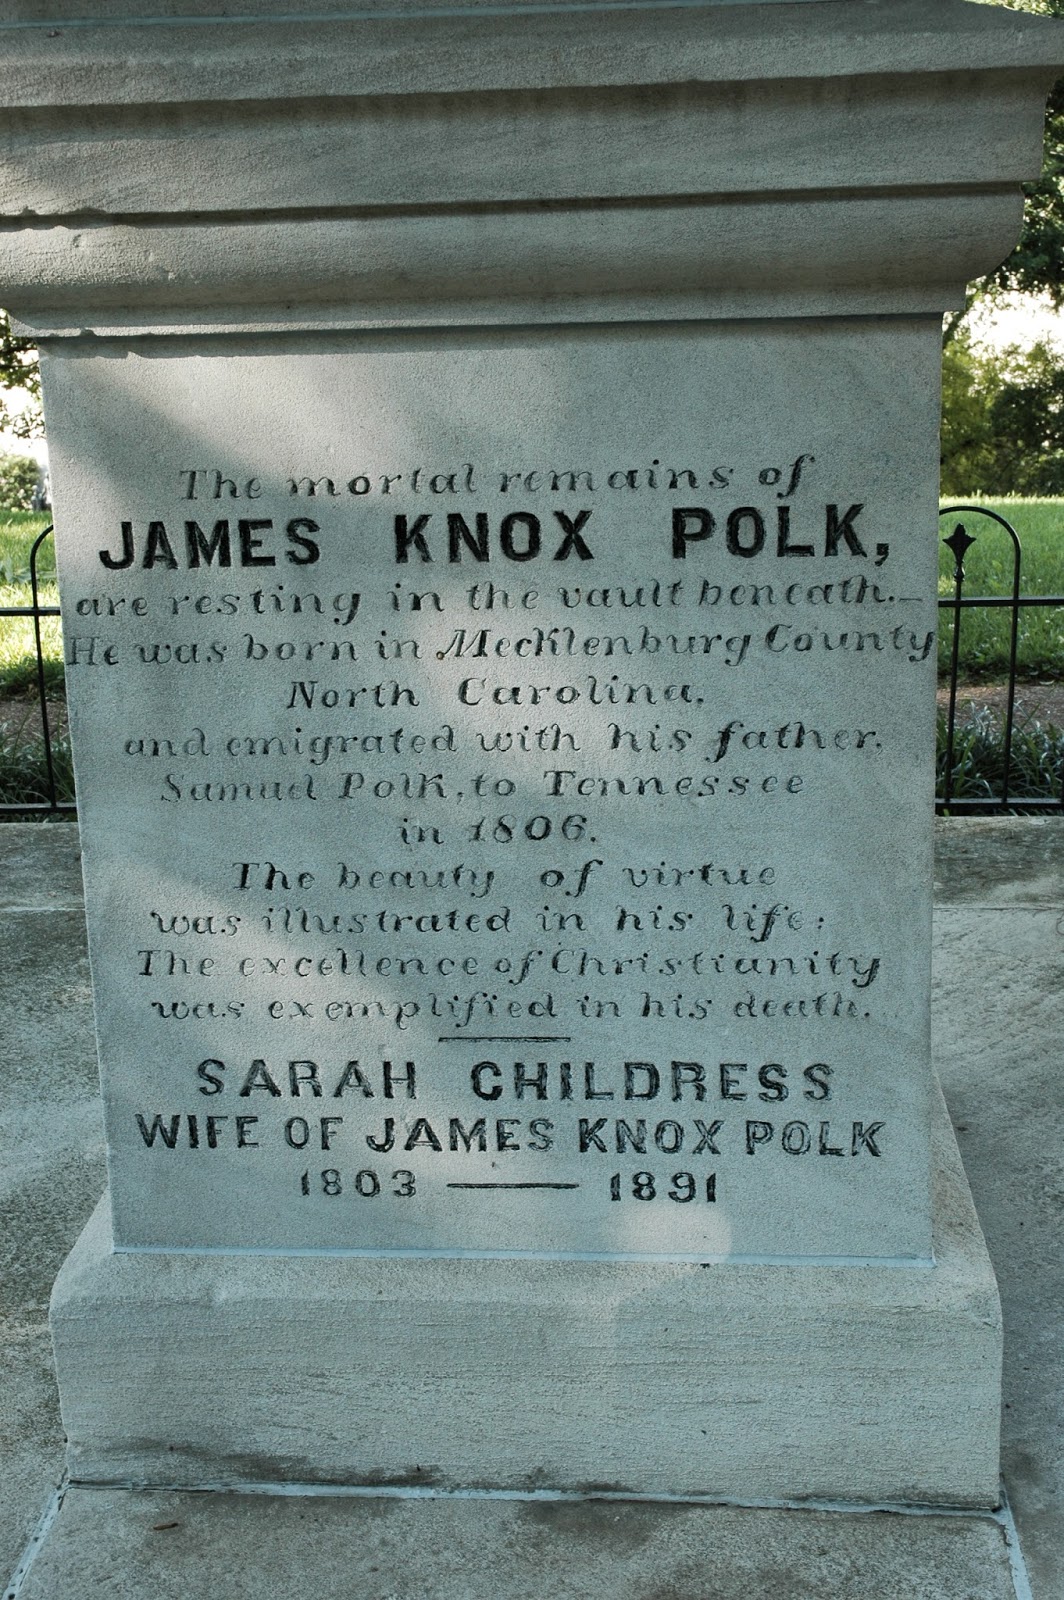 The mortal remains of
JAMES KNOX POLK,
are resting in the vault beneath.—
He was born in Mecklenburg County
North Carolina.
and emigrated with his father,
Samuel Polk, to Tennessee
in 1806.
The beauty of virtue
was illustrated in his life:
The excellence of Christianity
was exemplified in his death.
SARAH CHILDRESS
WIFE OF JAMES KNOX POLK
1803 — 1891